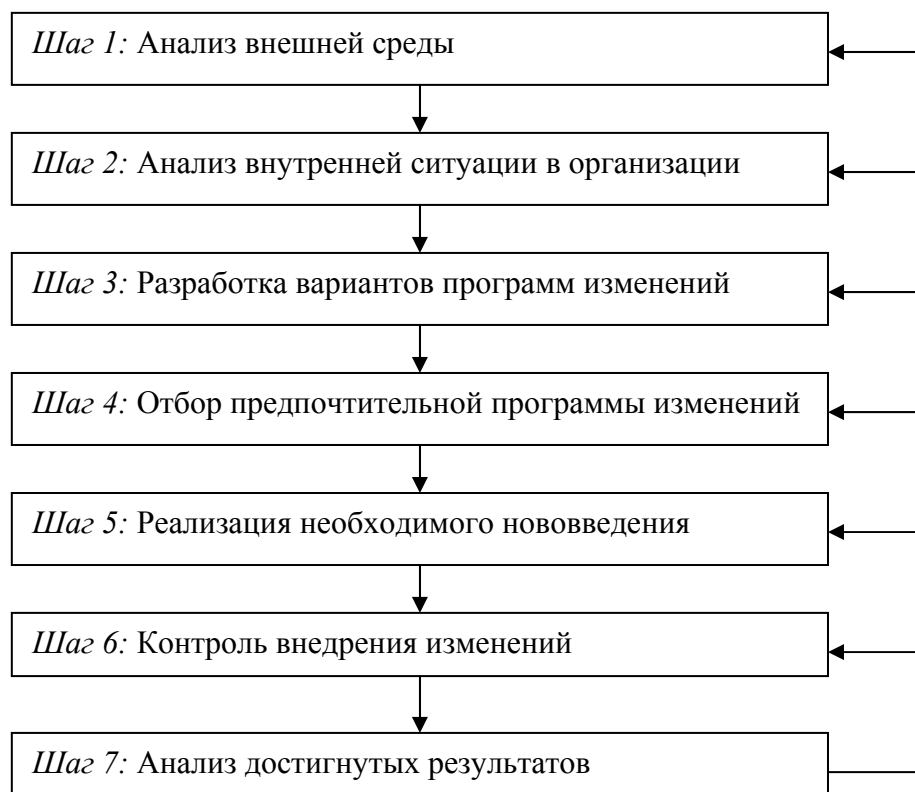 Шаг 1: Анализ внешней среды
Шаг 2: Анализ внутренней ситуации в организации
Шаг 3: Разработка вариантов программ изменений
Шаг 4: Отбор предпочтительной программы изменений
Шаг 5: Реализация необходимого нововведения
Шаг 6: Контроль внедрения изменений
Шаг 7: Анализ достигнутых результатов